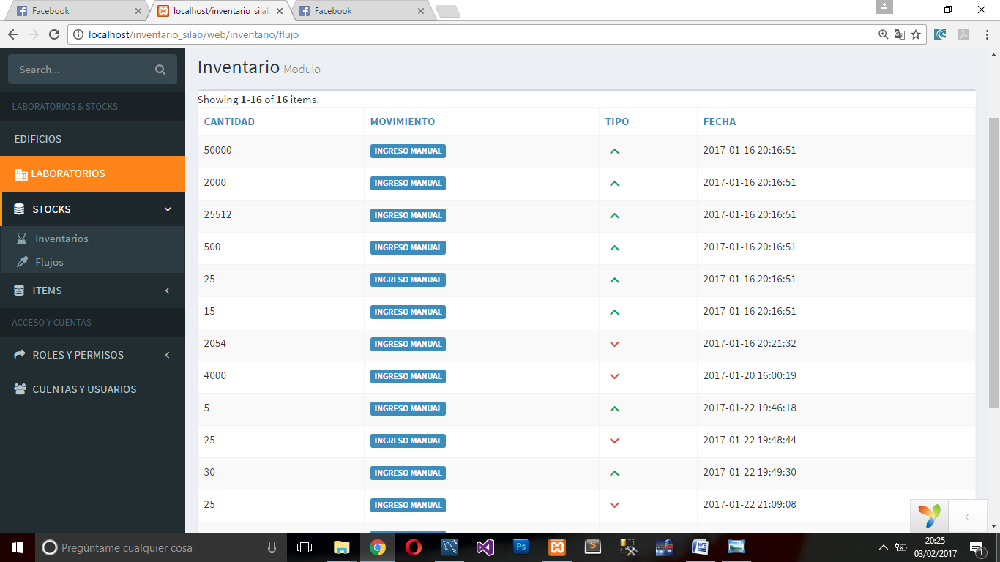 Facebook
localhost/inventario_silab
Facebook
localhost/inventario_silab/web/inventario/flujo
Search...
LABORATORIOS & STOCKS
EDIFICIOS
LABORATORIOS
STOCKS
Inventarios
Flujos
ITEMS
ACCESO Y CUENTAS
ROLES Y PERMISOS
CUENTAS Y USUARIOS
Inventario Modulo
Showing 1-16 of 16 items.
CANTIDAD MOVIMIENTO TIPO FECHA
50000 INGRESO MANUAL 2017-01-16 20:16:51
2000 INGRESO MANUAL 2017-01-16 20:16:51
25512 INGRESO MANUAL 2017-01-16 20:16:51
500 INGRESO MANUAL 2017-01-16 20:16:51
25 INGRESO MANUAL 2017-01-16 20:16:51
15 INGRESO MANUAL 2017-01-16 20:16:51
2054 INGRESO MANUAL 2017-01-16 20:21:32
4000 INGRESO MANUAL 2017-01-20 16:00:19
5 INGRESO MANUAL 2017-01-22 19:46:18
25 INGRESO MANUAL 2017-01-22 19:48:44
30 INGRESO MANUAL 2017-01-22 19:49:30
25 INGRESO MANUAL 2017-01-22 21:09:08
Pregúntame cualquier cosa
Ps
S
W
20:25
03/02/2017
1